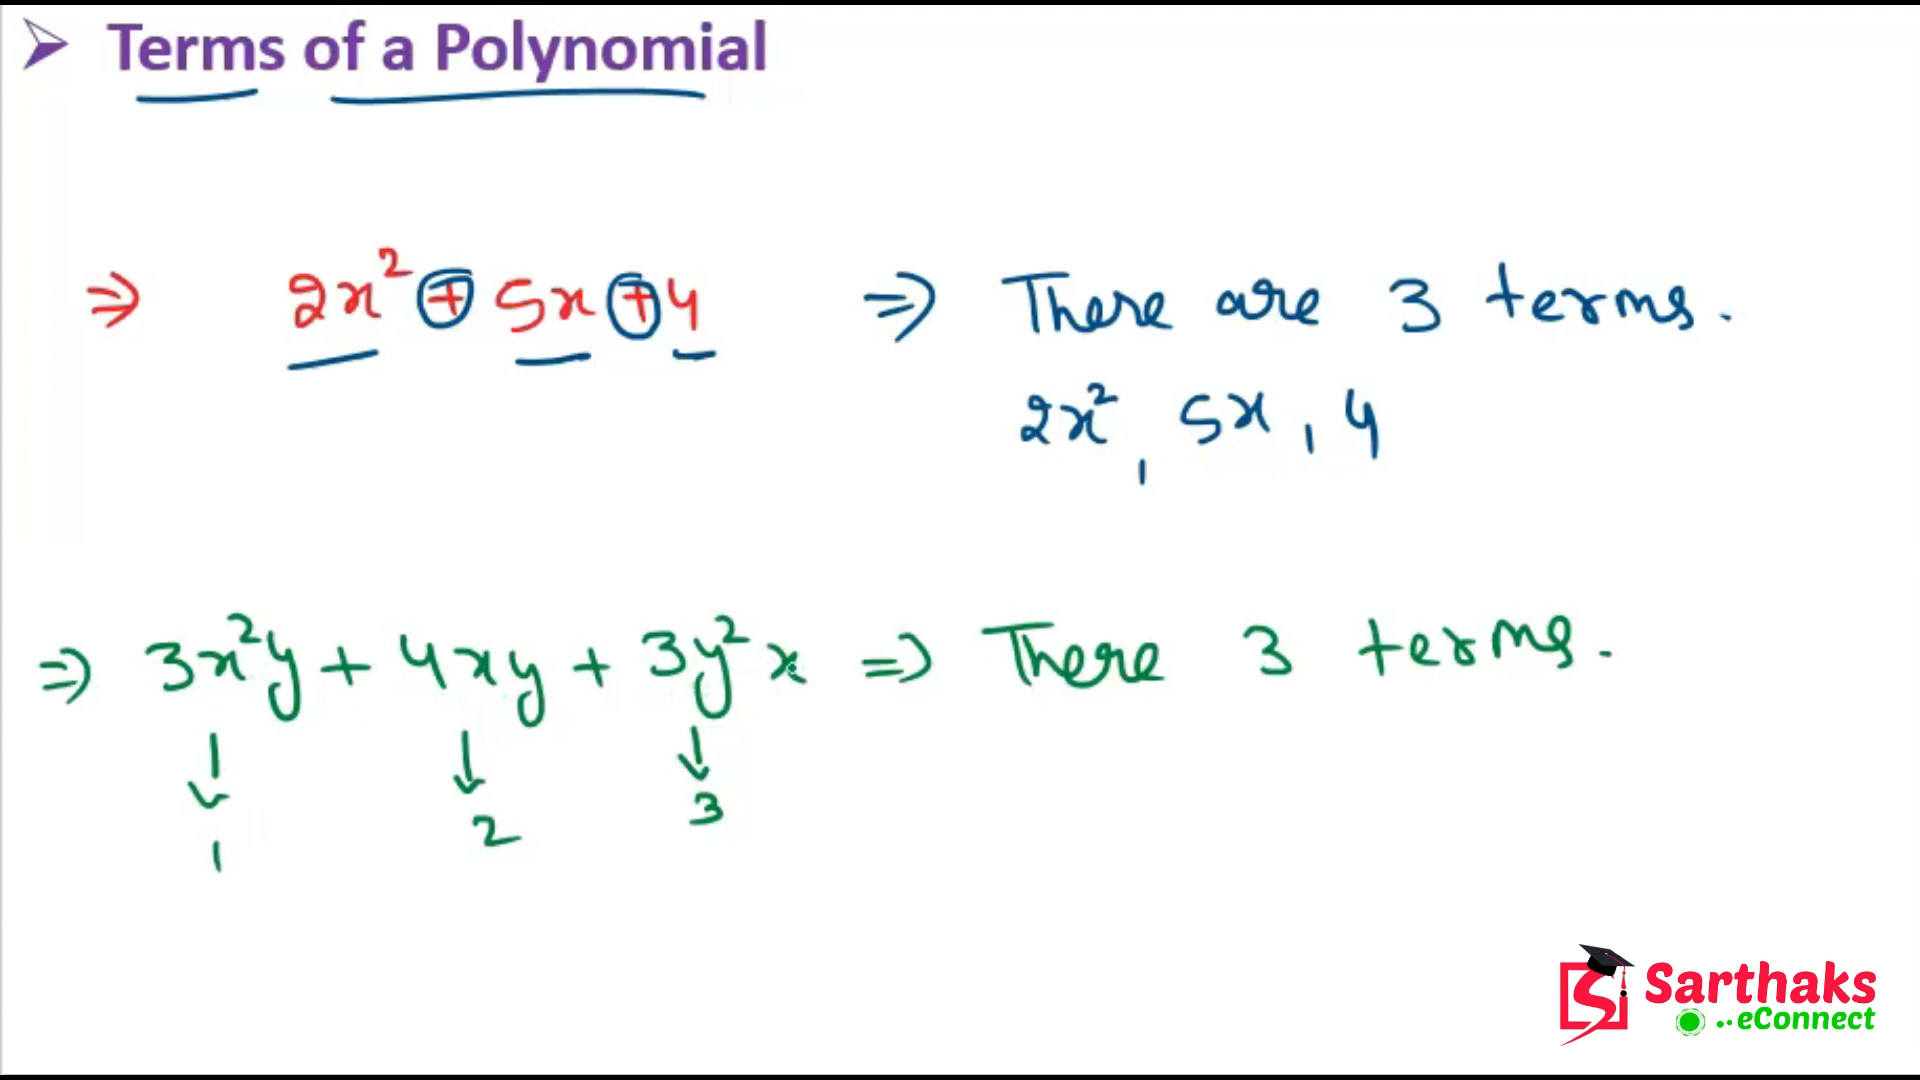 Terms of a Polynomial
⇒ 2x² + 5x + 4 ⇒ There are 3 terms.
2x², 5x, 4
⇒ 3x²y + 4xy + 3y²x ⇒ There 3 terms.
1 2 3
Sarthaks
eConnect